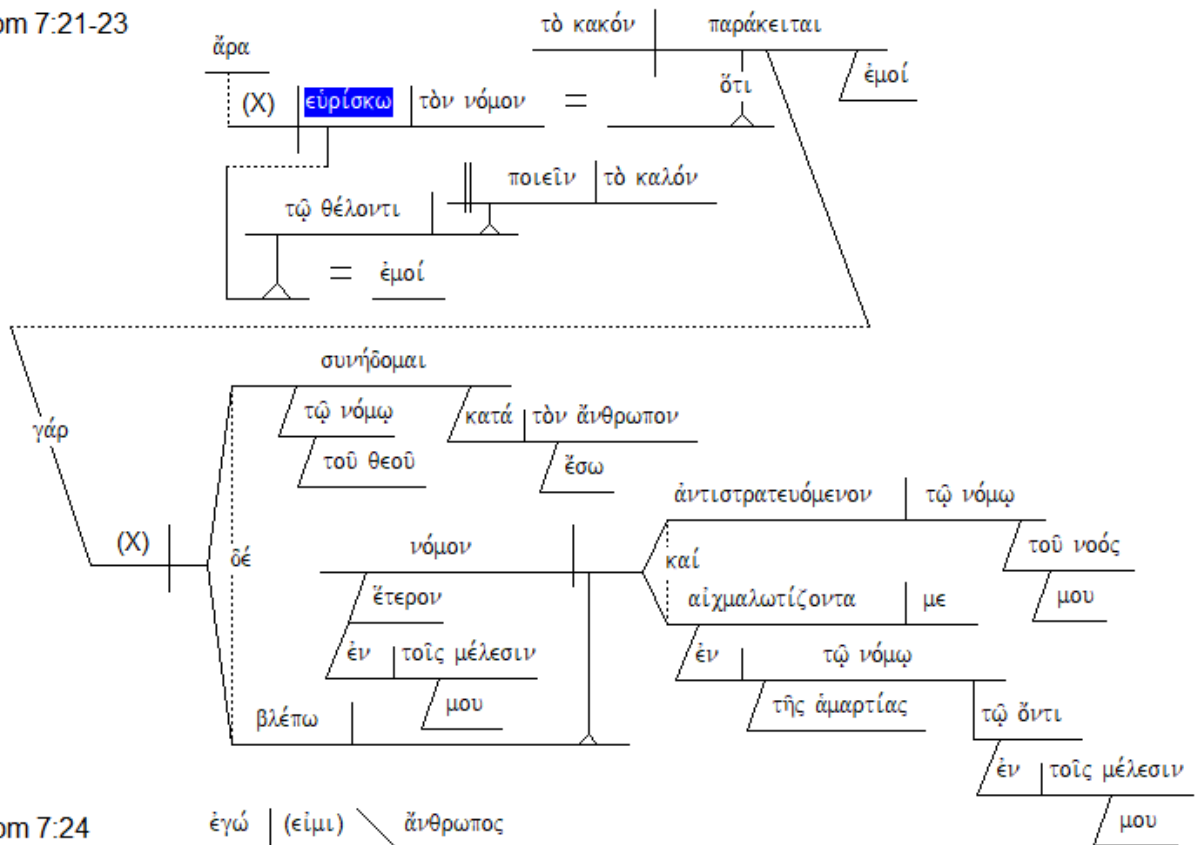 om 7:21-23
τὸ κακόν παράκειται
ἄρα
ὅτι ἐμοί
(X) εὑρίσκω τὸν νόμον =
ποιεῖν τὸ καλόν
τῷ θέλοντι
= ἐμοί
συνήδομαι
τῷ νόμῳ κατά τὸν ἄνθρωπον
γάρ
τοῦ θεοῦ ἔσω
ἀντιστρατευόμενον τῷ νόμῳ
(X) δέ νόμον καί τοῦ νοός
ἕτερον αἰχμαλωτίζοντα με μου
ἐν τοῖς μέλεσιν ἐν τῷ νόμῳ
βλέπω μου τῆς ἁμαρτίας τῷ ὄντι
ἐν τοῖς μέλεσιν
om 7:24 ἐγώ (εἰμι) ἄνθρωπος μου